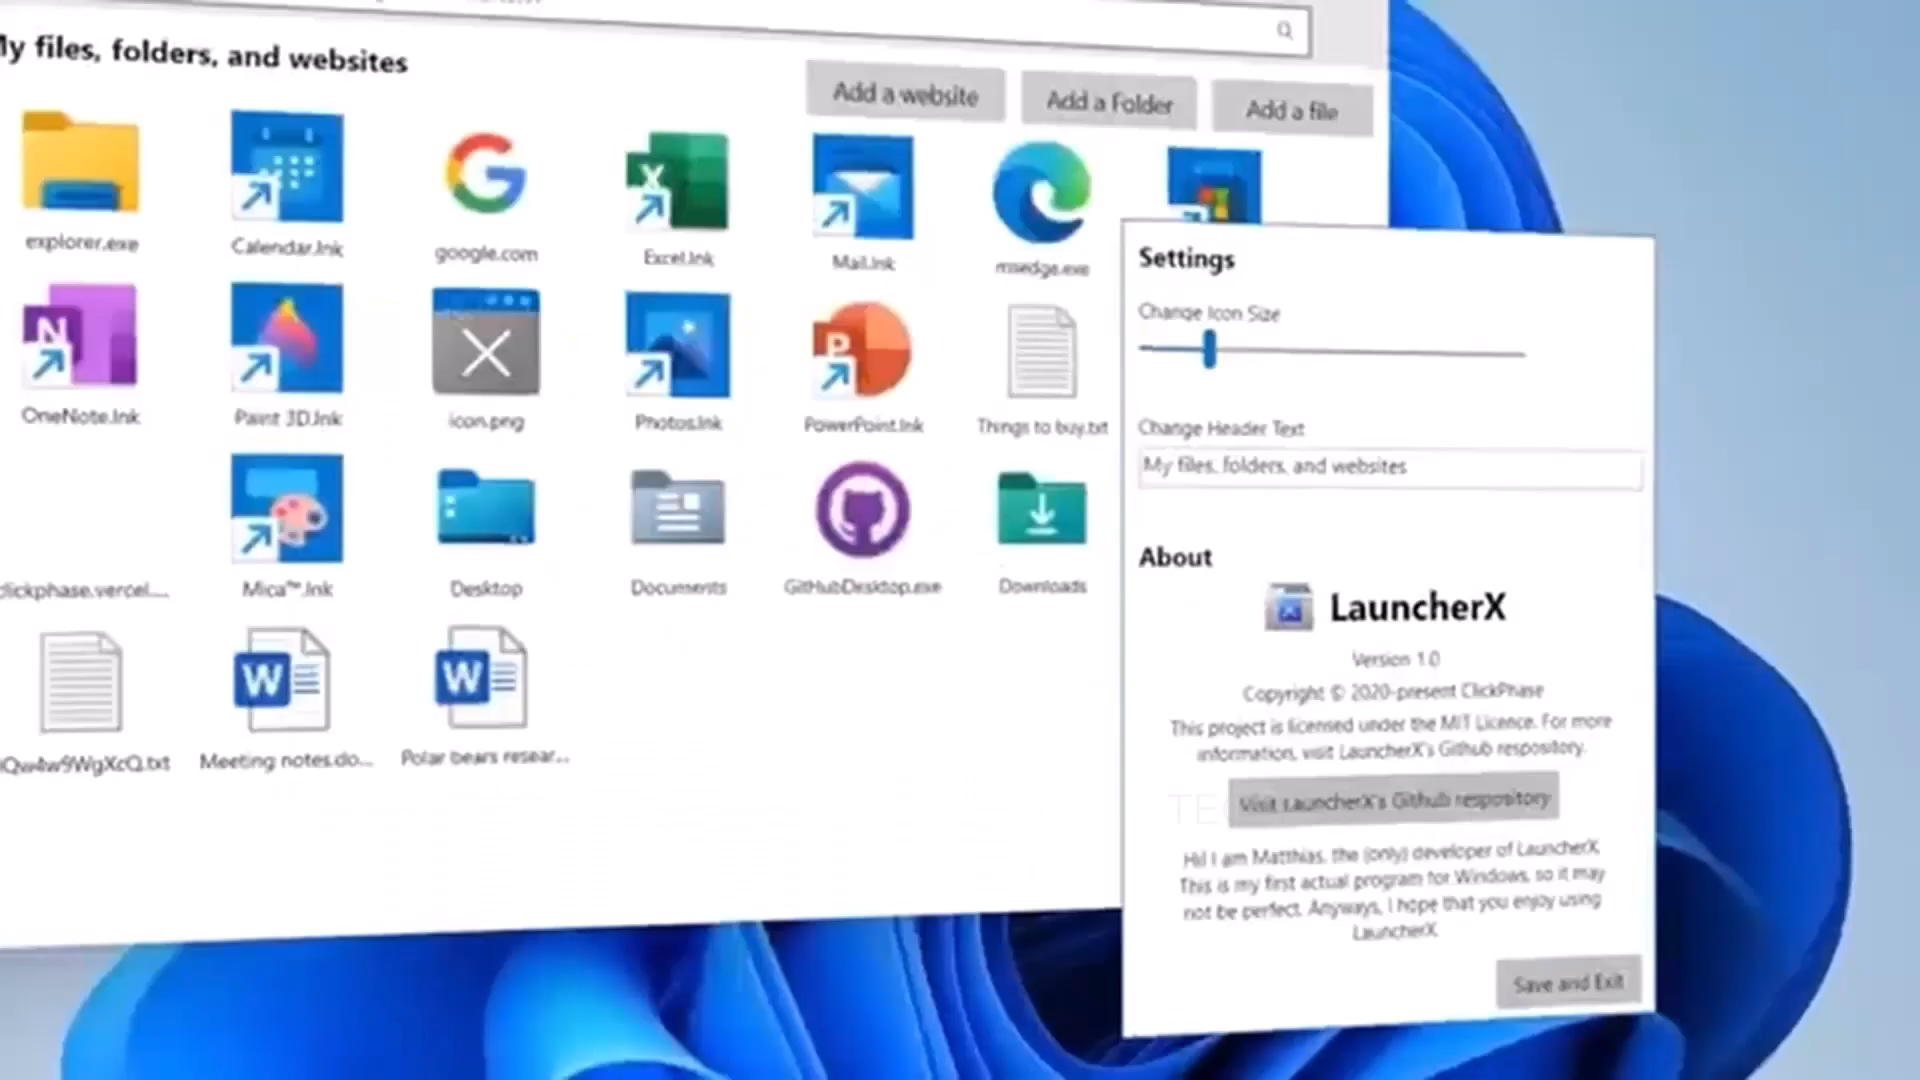 My files, folders, and websites
Add a website
Add a Folder
Add a file
explorer.exe
Calendar.lnk
google.com
Excel.lnk
Mail.lnk
msedge.exe
OneNote.lnk
Paint 3D.lnk
icon.png
Photos.lnk
PowerPoint.lnk
Things to buy.txt
clickphase.vercel....
Mica™.lnk
Desktop
Documents
GitHubDesktop.exe
Downloads
Qw4w9WgXcQ.txt
Meeting notes.do...
Polar bears resear...
Settings
Change Icon Size
Change Header Text
My files, folders, and websites
About
LauncherX
Version 1.0
Copyright © 2020-present ClickPhase
This project is licensed under the MIT Licence. For more
information, visit LauncherX's Github respository.
Visit LauncherX's Github respository
Hi! I am Matthias, the (only) developer of LauncherX.
This is my first actual program for Windows, so it may
not be perfect. Anyways, I hope that you enjoy using
LauncherX.
Save and Exit